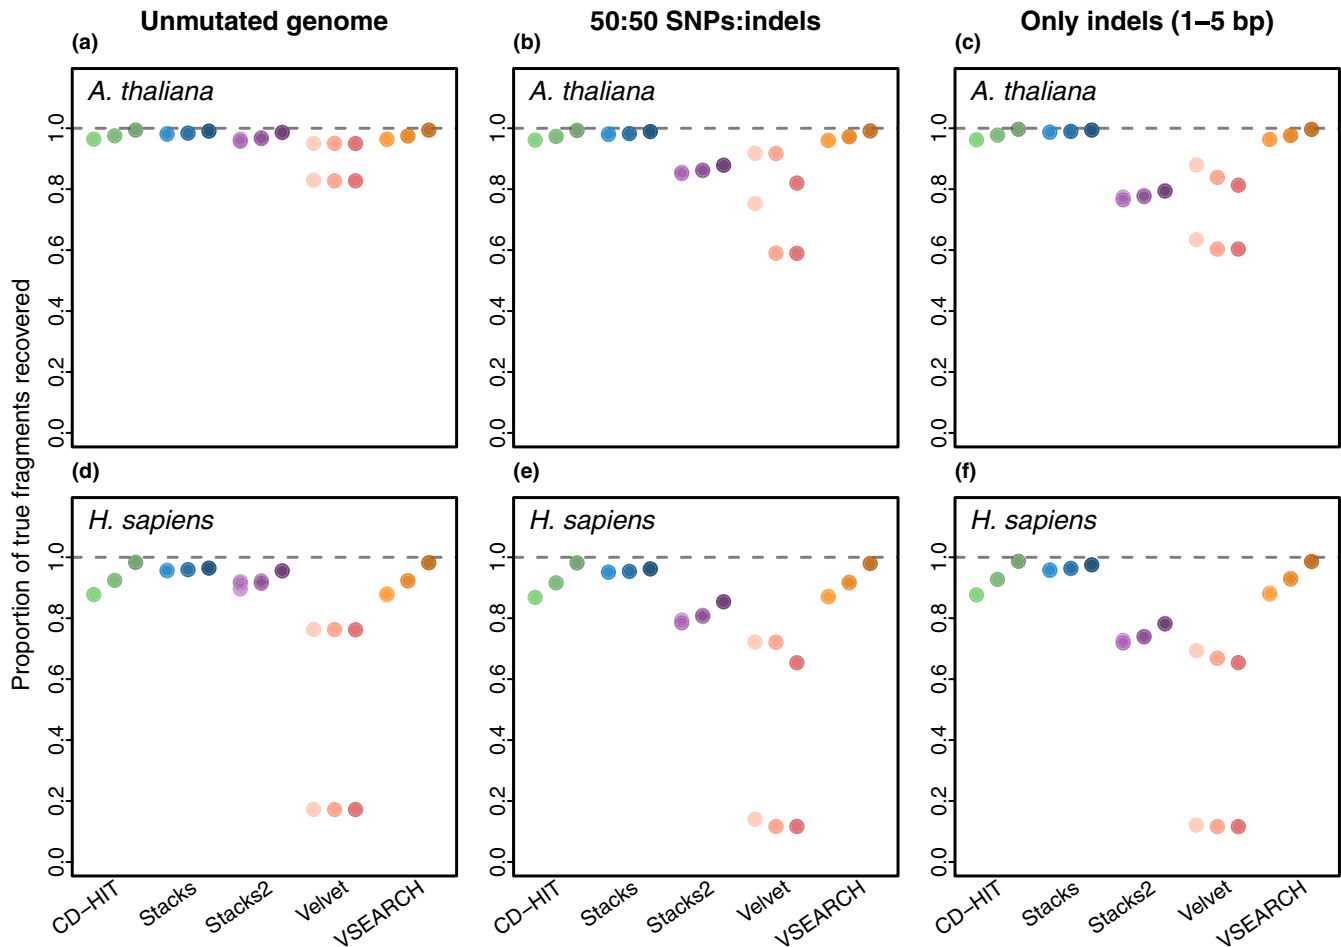 Unmutated genome
50:50 SNPs:indels
Only indels (1–5 bp)
(a)
(b)
(c)
A. thaliana
A. thaliana
A. thaliana
Proportion of true fragments recovered
1.0
0.8
0.6
0.4
0.2
0.0
1.0
0.8
0.6
0.4
0.2
0.0
1.0
0.8
0.6
0.4
0.2
0.0
(d)
(e)
(f)
H. sapiens
H. sapiens
H. sapiens
1.0
0.8
0.6
0.4
0.2
0.0
1.0
0.8
0.6
0.4
0.2
0.0
1.0
0.8
0.6
0.4
0.2
0.0
CD–HIT
Stacks
Stacks2
Velvet
VSEARCH
CD–HIT
Stacks
Stacks2
Velvet
VSEARCH
CD–HIT
Stacks
Stacks2
Velvet
VSEARCH